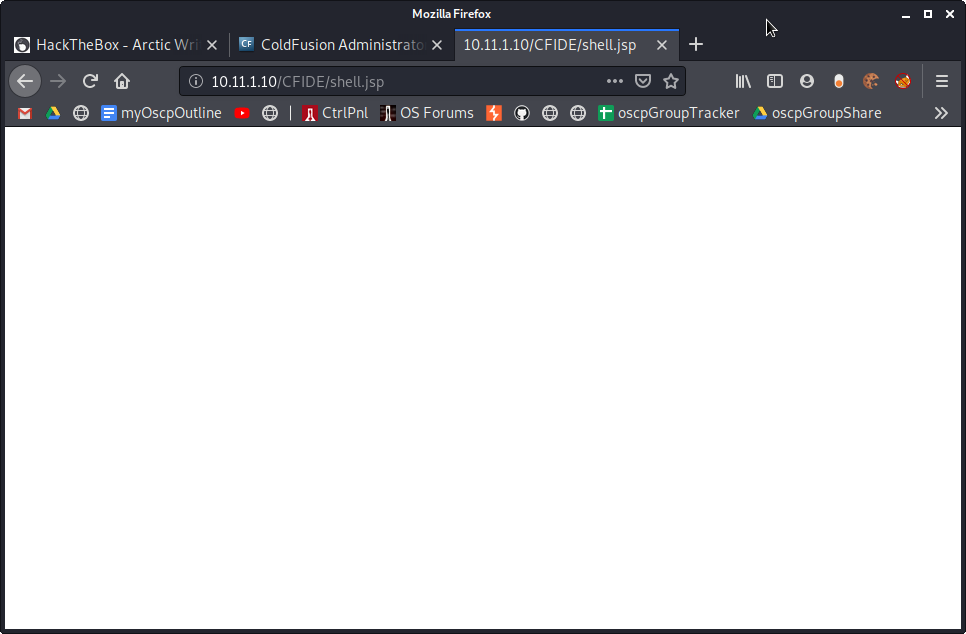 Mozilla Firefox
HackTheBox - Arctic Wri
CF ColdFusion Administrato
10.11.1.10/CFIDE/shell.jsp
10.11.1.10/CFIDE/shell.jsp
myOscpOutline | CtrlPnl OS Forums oscpGroupTracker oscpGroupShare